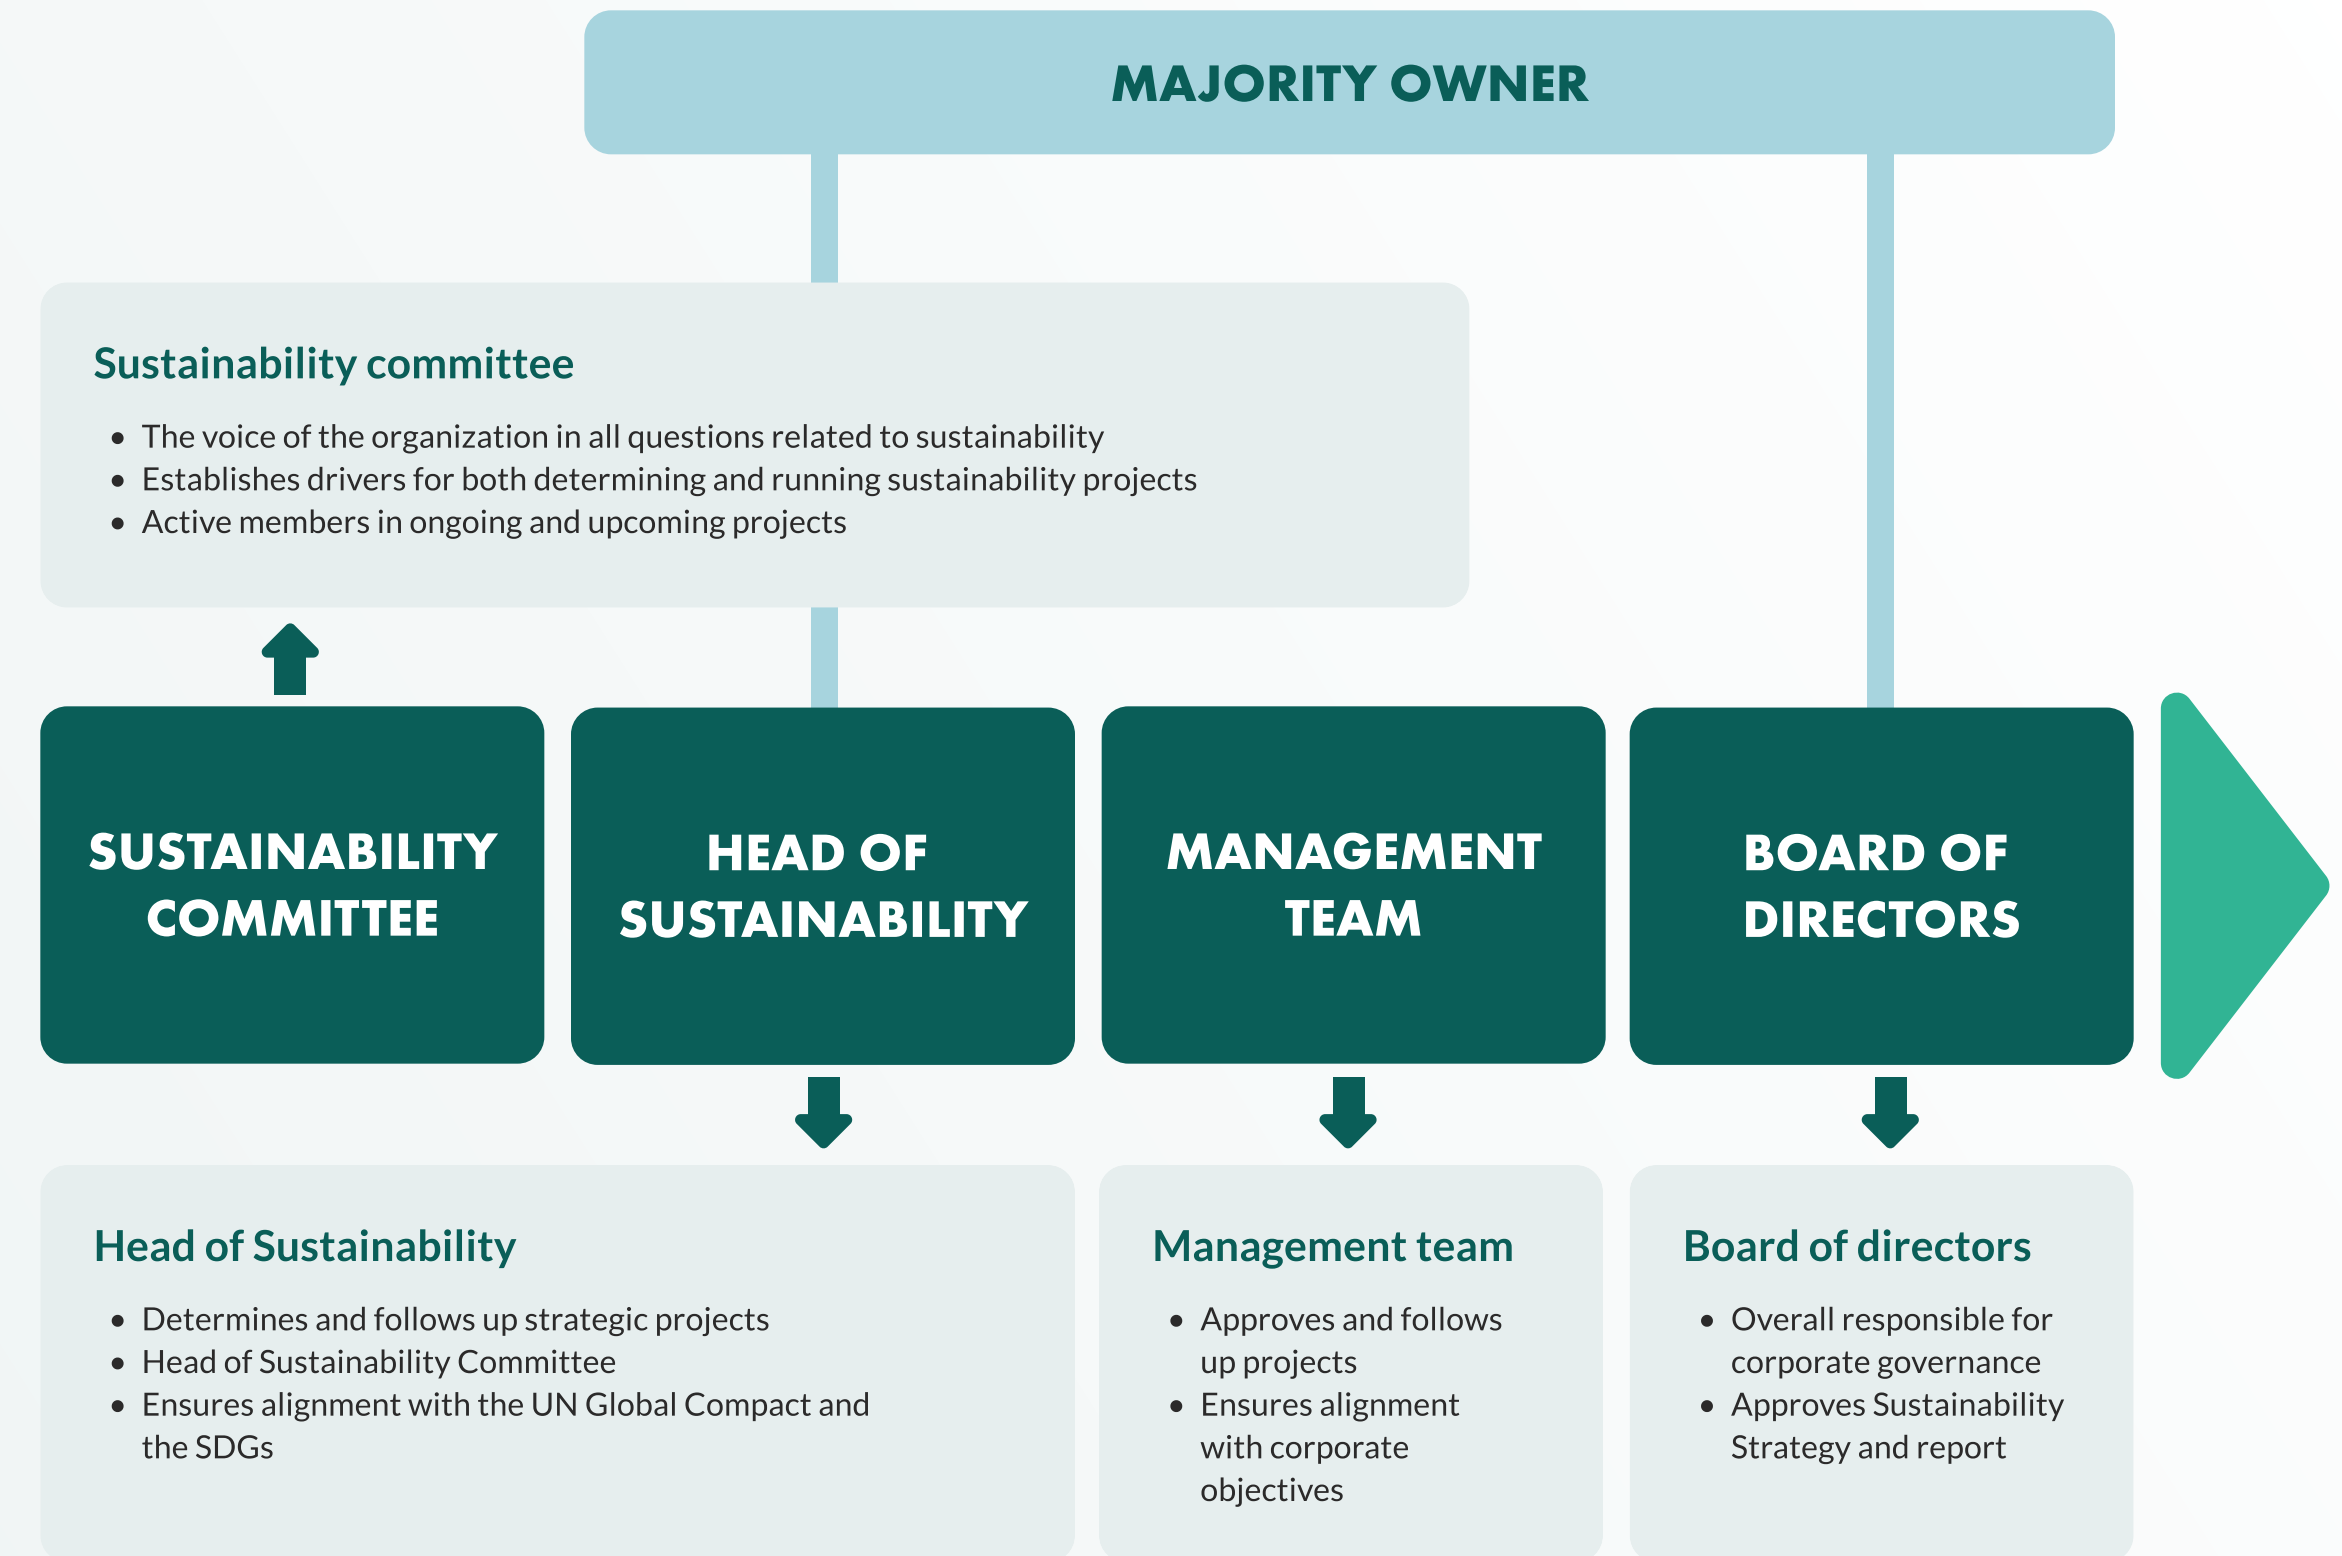 MAJORITY OWNER
Sustainability committee
• The voice of the organization in all questions related to sustainability
• Establishes drivers for both determining and running sustainability projects
• Active members in ongoing and upcoming projects
SUSTAINABILITY
COMMITTEE
HEAD OF
SUSTAINABILITY
MANAGEMENT
TEAM
BOARD OF
DIRECTORS
Head of Sustainability
• Determines and follows up strategic projects
• Head of Sustainability Committee
• Ensures alignment with the UN Global Compact and
the SDGs
Management team
• Approves and follows
up projects
• Ensures alignment
with corporate
objectives
Board of directors
• Overall responsible for
corporate governance
• Approves Sustainability
Strategy and report